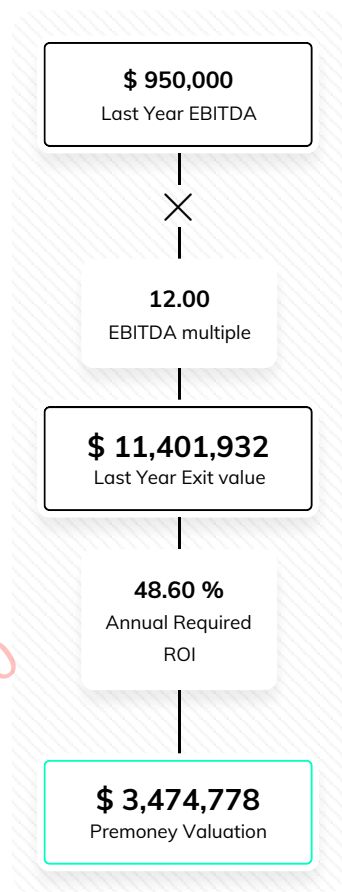 $ 950,000
Last Year EBITDA
12.00
EBITDA multiple
$ 11,401,932
Last Year Exit value
48.60 %
Annual Required
ROI
$ 3,474,778
Premoney Valuation